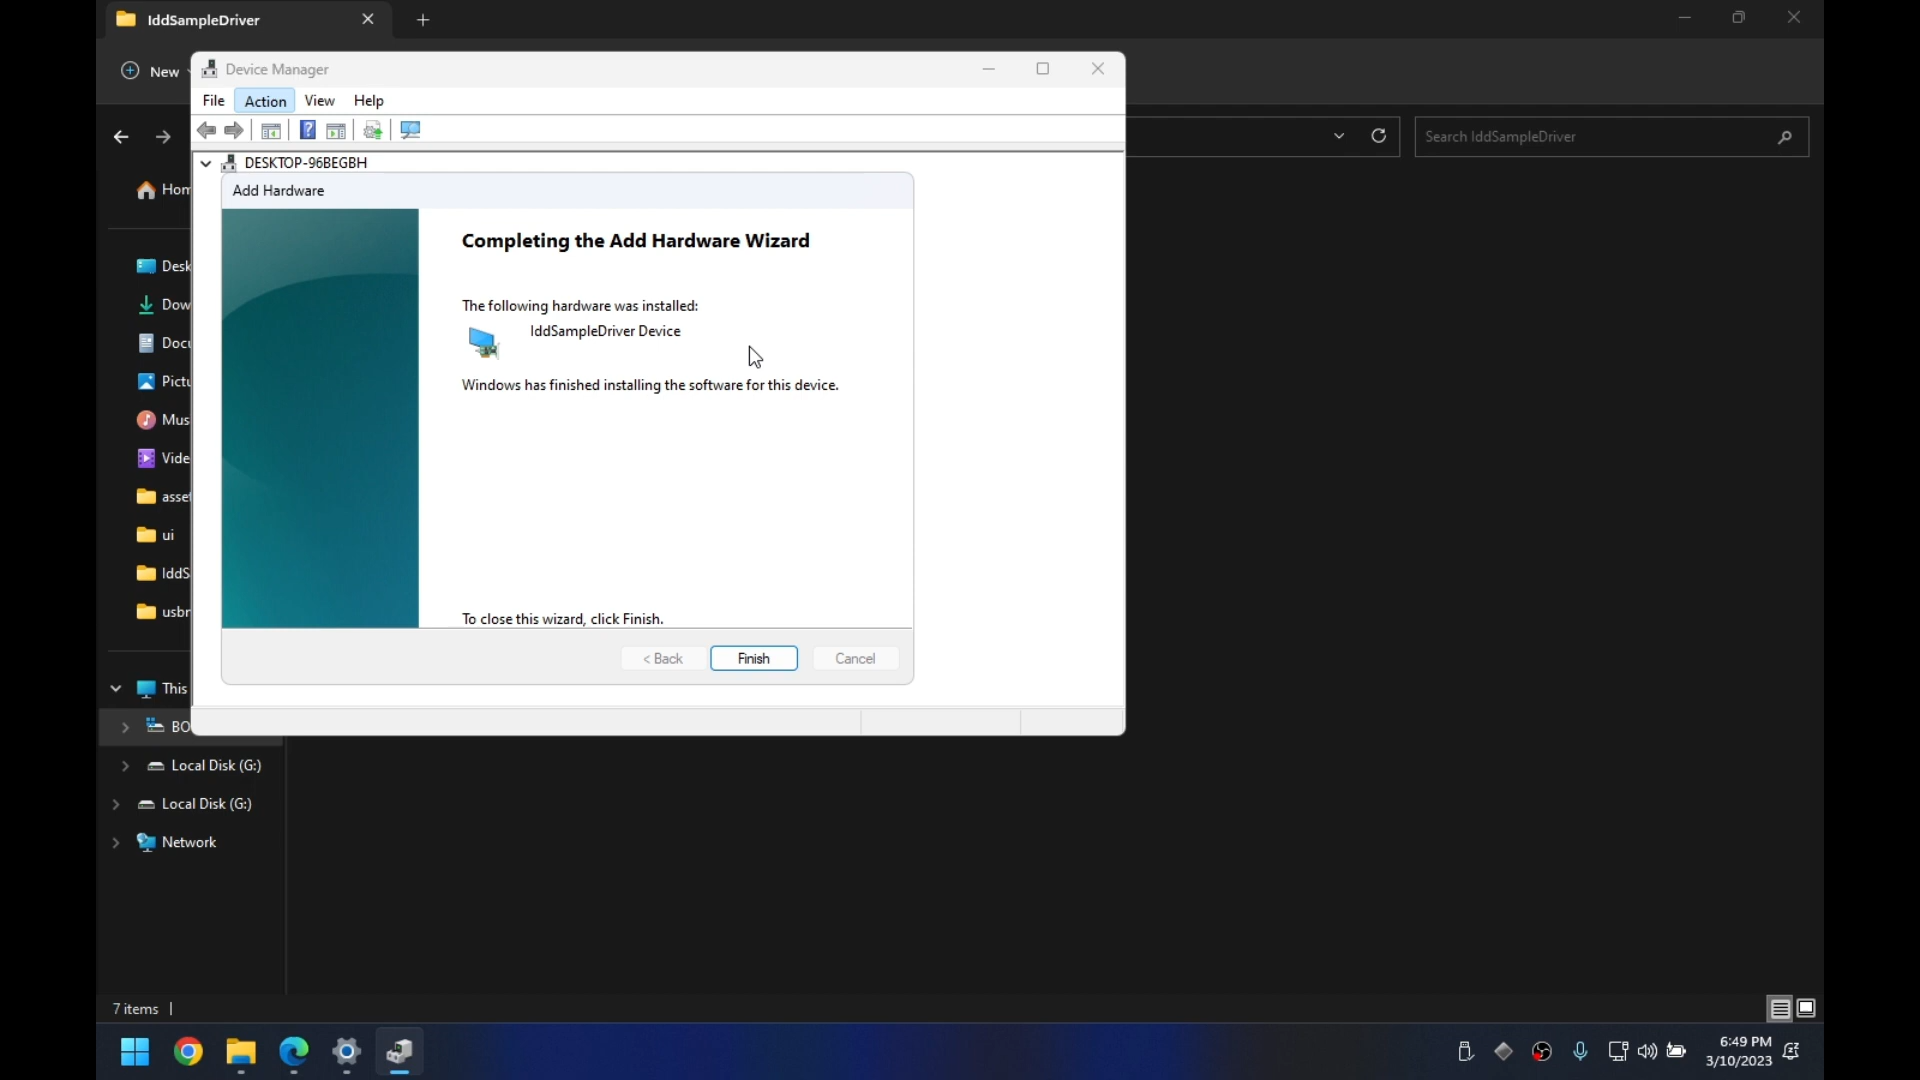 IddSampleDriver
New
Device Manager
File Action View Help
Search IddSampleDriver
DESKTOP-96BEGBH
Add Hardware
Completing the Add Hardware Wizard
The following hardware was installed:
IddSampleDriver Device
Windows has finished installing the software for this device.
To close this wizard, click Finish.
< Back Finish Cancel
Hom
Desk
Dow
Docu
Pictu
Mus
Vide
asse
ui
IddS
usbr
This
BO
Local Disk (G:)
Local Disk (G:)
Network
7 items
6:49 PM
3/10/2023